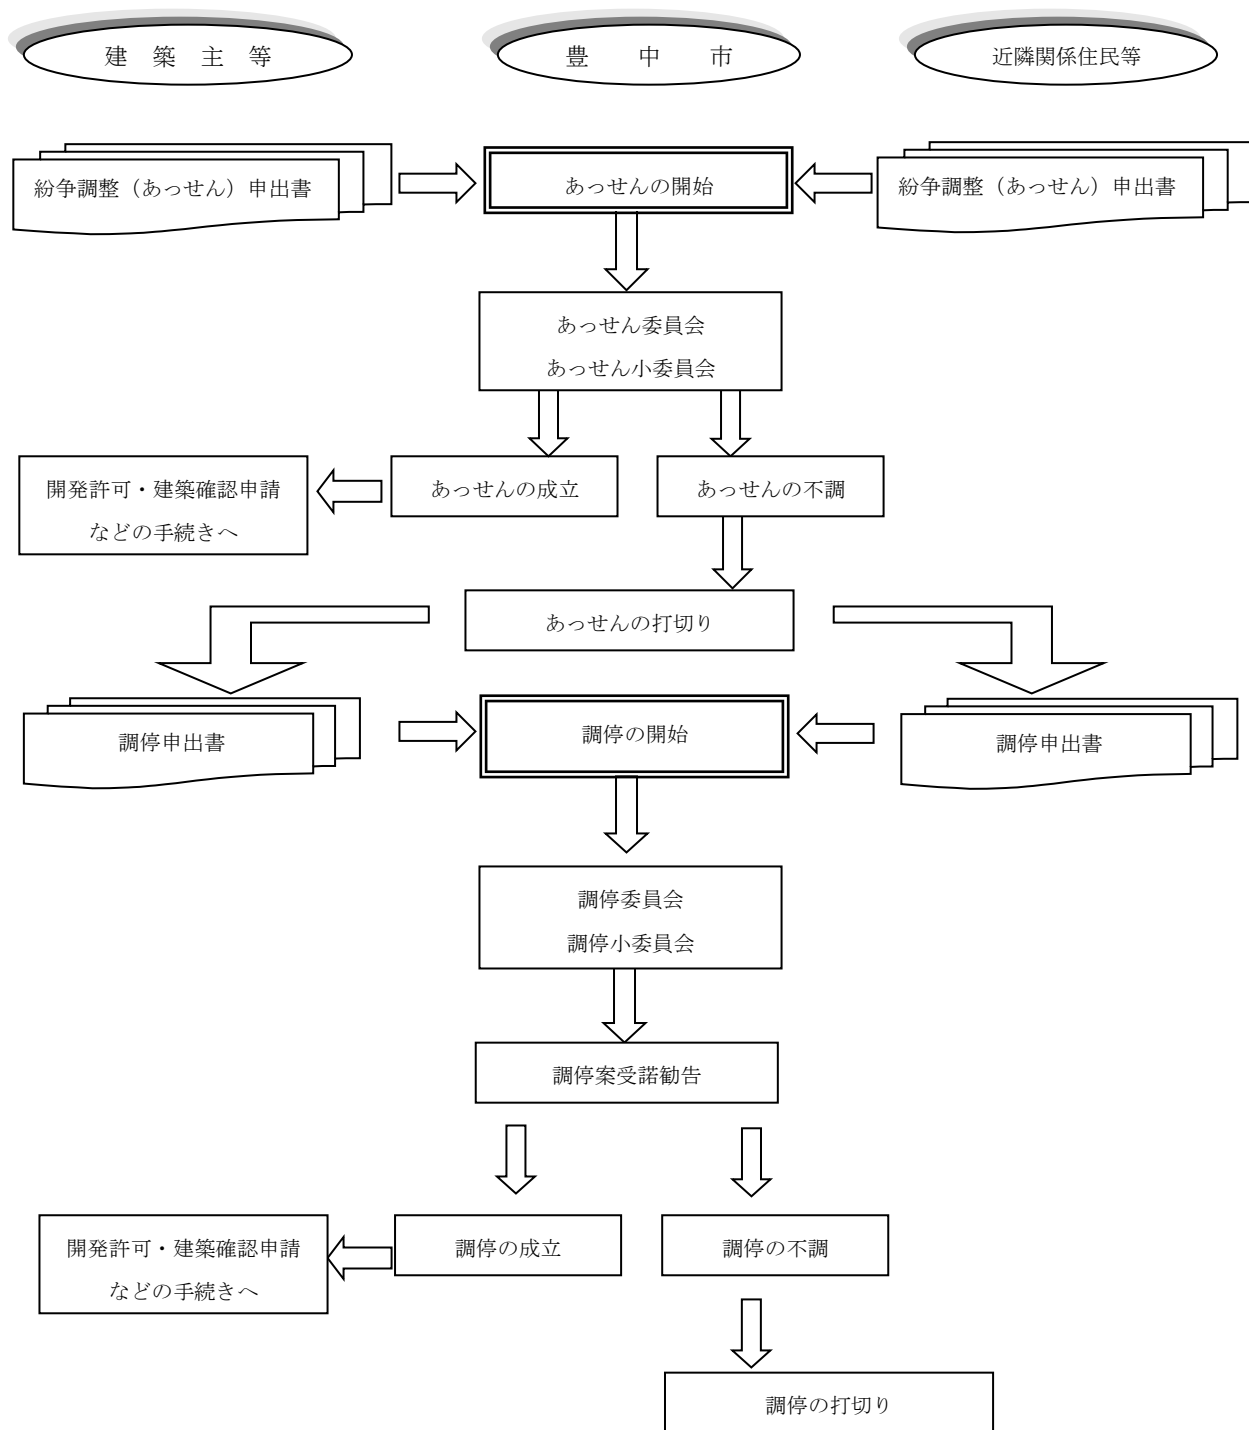 建　築　主　等
豊　　中　　市
近隣関係住民等
紛争調整（あっせん）申出書
あっせんの開始
紛争調整（あっせん）申出書
あっせん委員会
あっせん小委員会
開発許可・建築確認申請
などの手続きへ
あっせんの成立
あっせんの不調
あっせんの打切り
調停申出書
調停の開始
調停申出書
調停委員会
調停小委員会
調停案受諾勧告
開発許可・建築確認申請
などの手続きへ
調停の成立
調停の不調
調停の打切り